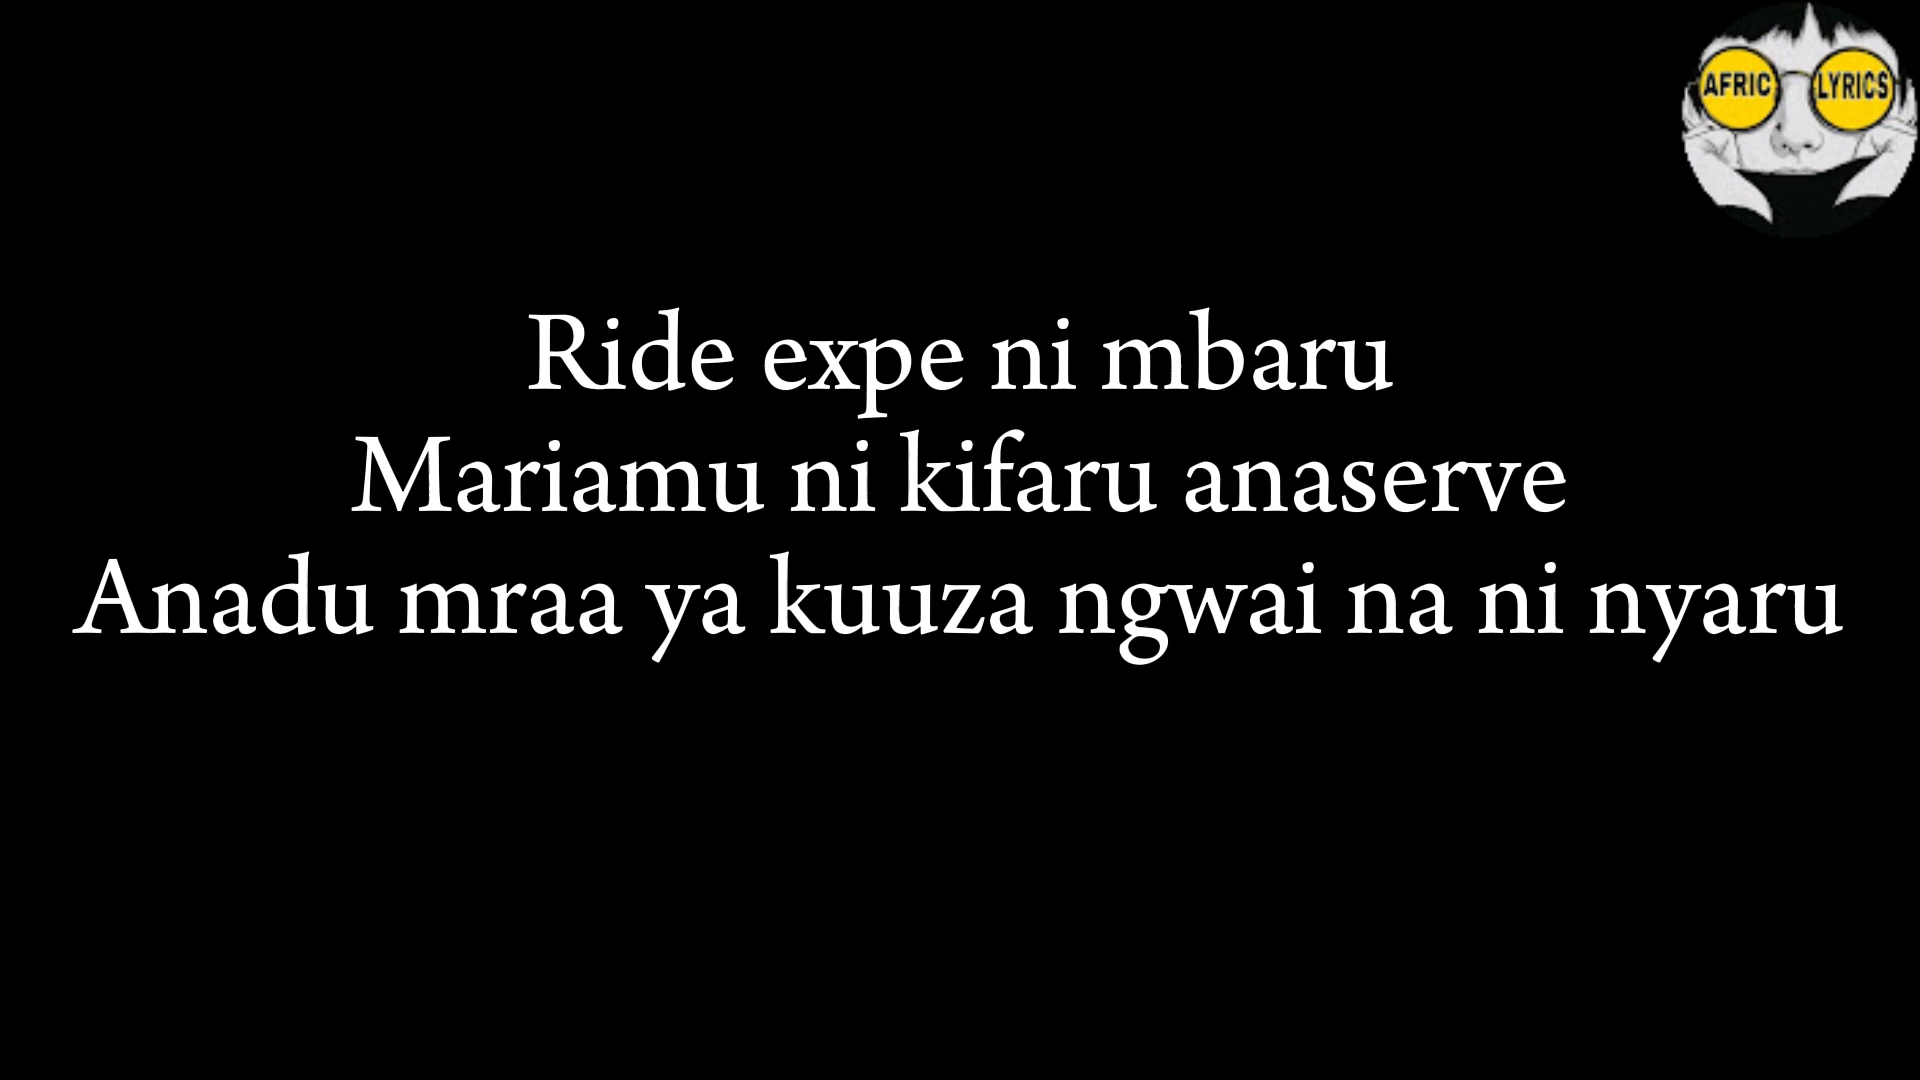 AFRIC LYRICS
Ride expe ni mbaru
Mariamu ni kifaru anaserve
Anadu mraa ya kuuza ngwai na ni nyaru